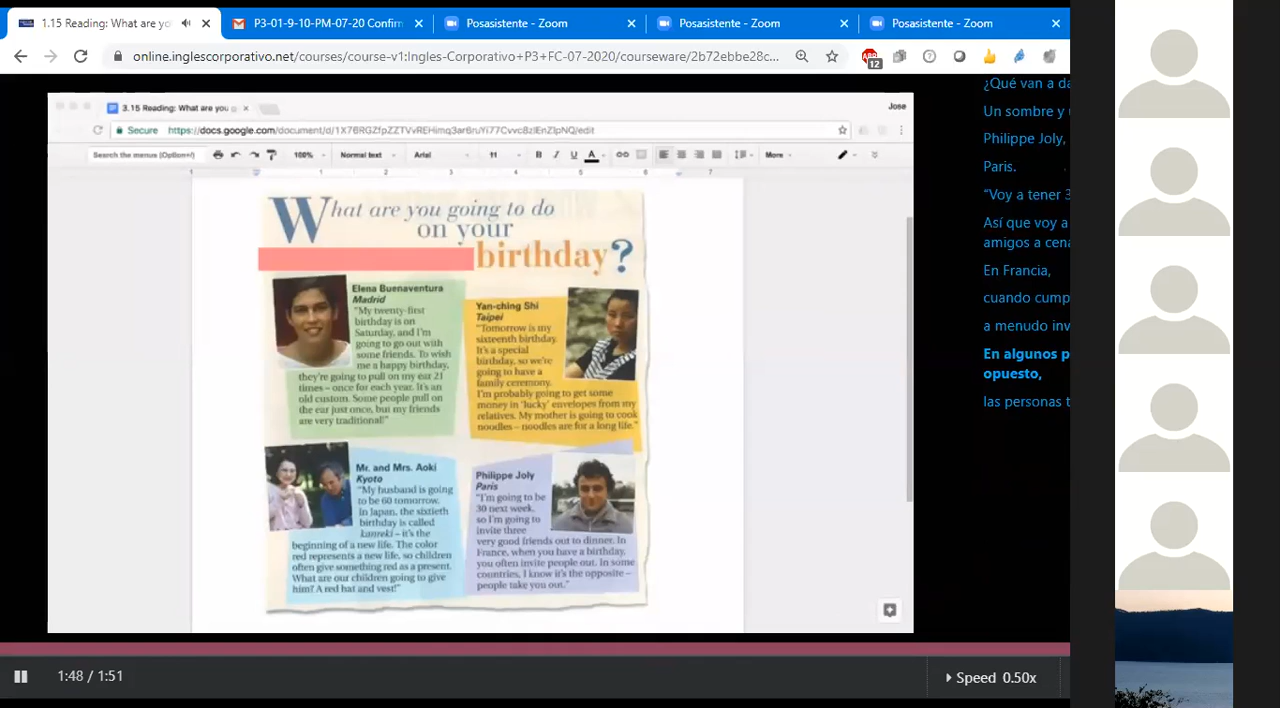 1.15 Reading: What are yo
P3-01-9-10-PM-07-20 Confirm
Posasistente - Zoom
Posasistente - Zoom
Posasistente - Zoom
online.inglescorporativo.net/courses/course-v1:Ingles-Corporativo+P3+FC-07-2020/courseware/2b72ebbe28c...
12
3.15 Reading: What are you g
Jose
Secure
Search the menus (Option+/)
100%
Normal text
Arial
11
B I U A
More
1 1 2 3 4 5 6 7
What are you going to do
on your
birthday?
Elena Buenaventura
Madrid
"My twenty-first
birthday is on
Saturday, and I'm
going to go out with
some friends. To wish
me a happy birthday,
they're going to pull on my ear 21
times – once for each year. It's an
old custom. Some people pull on
the ear just once, but my friends
are very traditional!"
Yan-ching Shi
Taipei
"Tomorrow is my
sixteenth birthday.
It's a special
birthday, so we're
going to have a
family ceremony.
I'm probably going to get some
money in 'lucky' envelopes from my
relatives. My mother is going to cook
noodles – noodles are for a long life."
Mr. and Mrs. Aoki
Kyoto
"My husband is going
to be 60 tomorrow.
In Japan, the sixtieth
birthday is called
kanreki – it's the
beginning of a new life. The color
red represents a new life, so children
often give something red as a present.
What are our children going to give
him? A red hat and vest!"
Philippe Joly
Paris
"I'm going to be
30 next week,
so I'm going to
invite three
very good friends out to dinner. In
France, when you have a birthday,
you often invite people out. In some
countries, I know it's the opposite –
people take you out."
¿Qué van a da
Un sombre y
Philippe Joly,
Paris.
"Voy a tener 3
Así que voy a
amigos a cena
En Francia,
cuando cump
a menudo inv
En algunos p
opuesto,
las personas t
1:48 / 1:51
Speed 0.50x